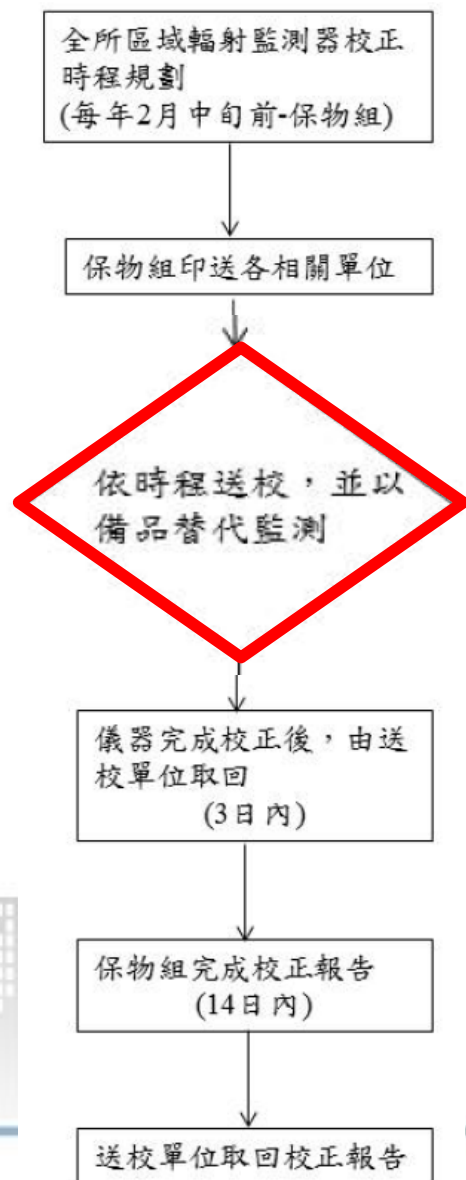 全所區域輻射監測器校正
時程規劃
(每年2月中旬前-保物組)
保物組印送各相關單位
依時程送校，並以
備品替代監測
儀器完成校正後，由送
校單位取回
(3日內)
保物組完成校正報告
(14日內)
送校單位取回校正報告